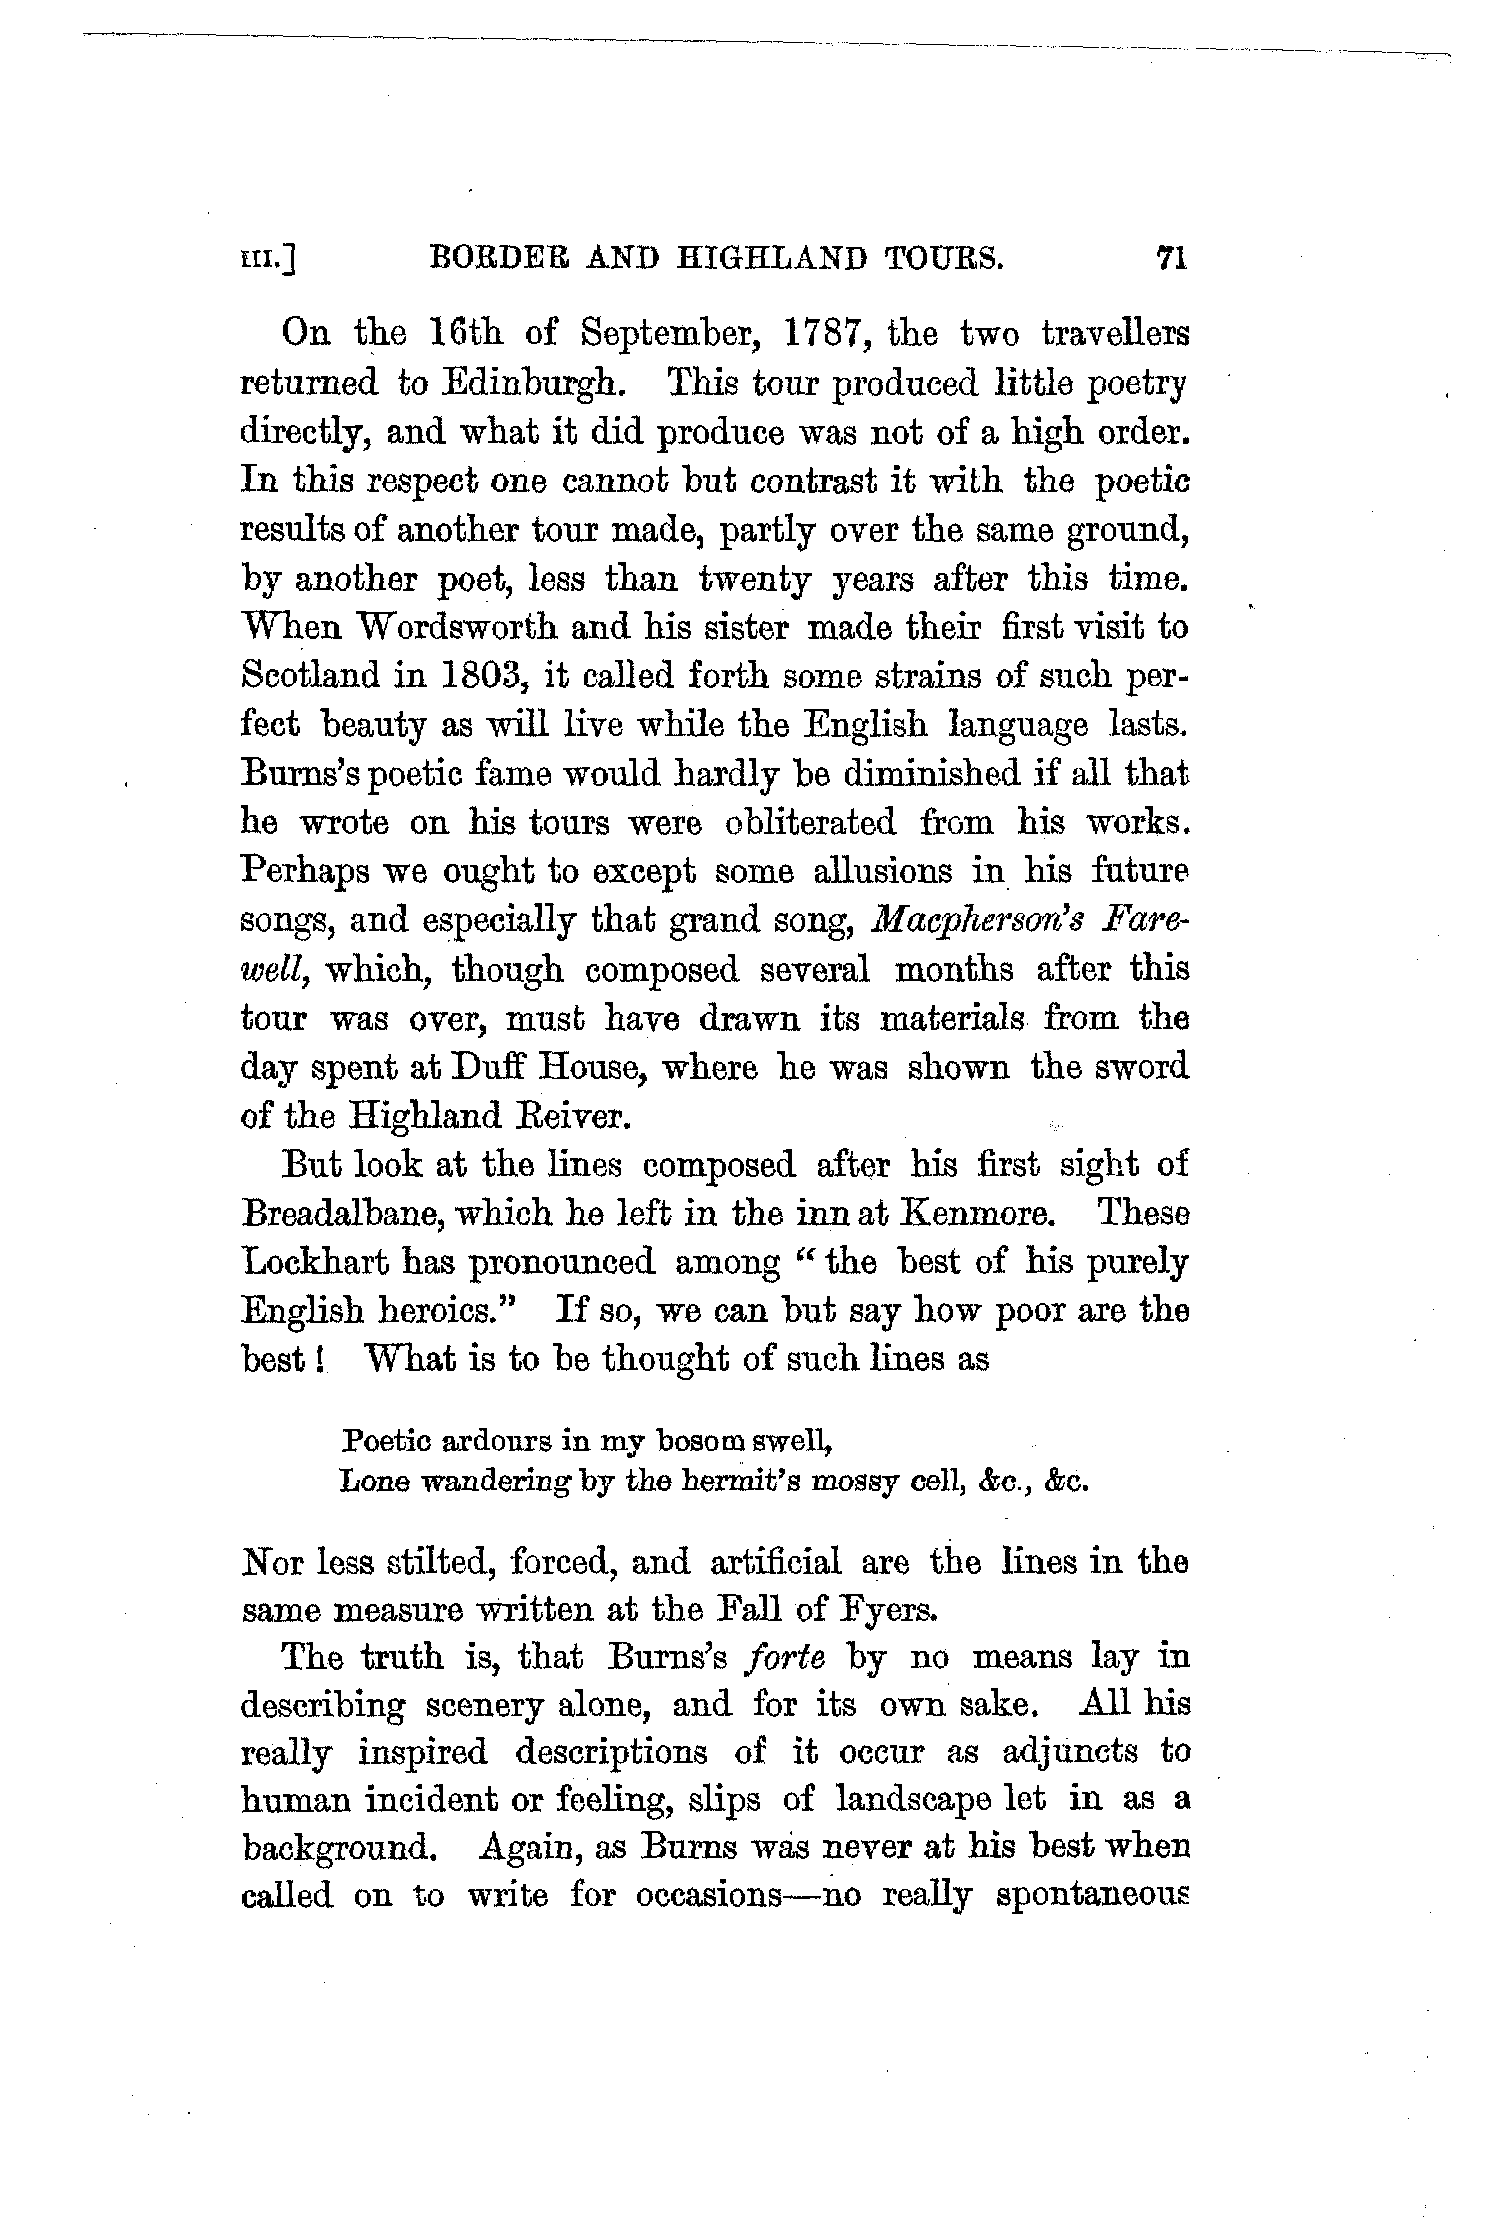 III.] BORDER AND HIGHLAND TOURS. 71
On the 16th of September, 1787, the two travellers
returned to Edinburgh. This tour produced little poetry
directly, and what it did produce was not of a high order.
In this respect one cannot but contrast it with the poetic
results of another tour made, partly over the same ground,
by another poet, less than twenty years after this time.
When Wordsworth and his sister made their first visit to
Scotland in 1803, it called forth some strains of such per-
fect beauty as will live while the English language lasts.
Burns's poetic fame would hardly be diminished if all that
he wrote on his tours were obliterated from his works.
Perhaps we ought to except some allusions in his future
songs, and especially that grand song, Macpherson's Fare-
well, which, though composed several months after this
tour was over, must have drawn its materials from the
day spent at Duff House, where he was shown the sword
of the Highland Reiver.
But look at the lines composed after his first sight of
Breadalbane, which he left in the inn at Kenmore. These
Lockhart has pronounced among "the best of his purely
English heroics." If so, we can but say how poor are the
best! What is to be thought of such lines as
Poetic ardours in my bosom swell,
Lone wandering by the hermit's mossy cell, &c., &c.
Nor less stilted, forced, and artificial are the lines in the
same measure written at the Fall of Fyers.
The truth is, that Burns's forte by no means lay in
describing scenery alone, and for its own sake. All his
really inspired descriptions of it occur as adjuncts to
human incident or feeling, slips of landscape let in as a
background. Again, as Burns was never at his best when
called on to write for occasions—no really spontaneous